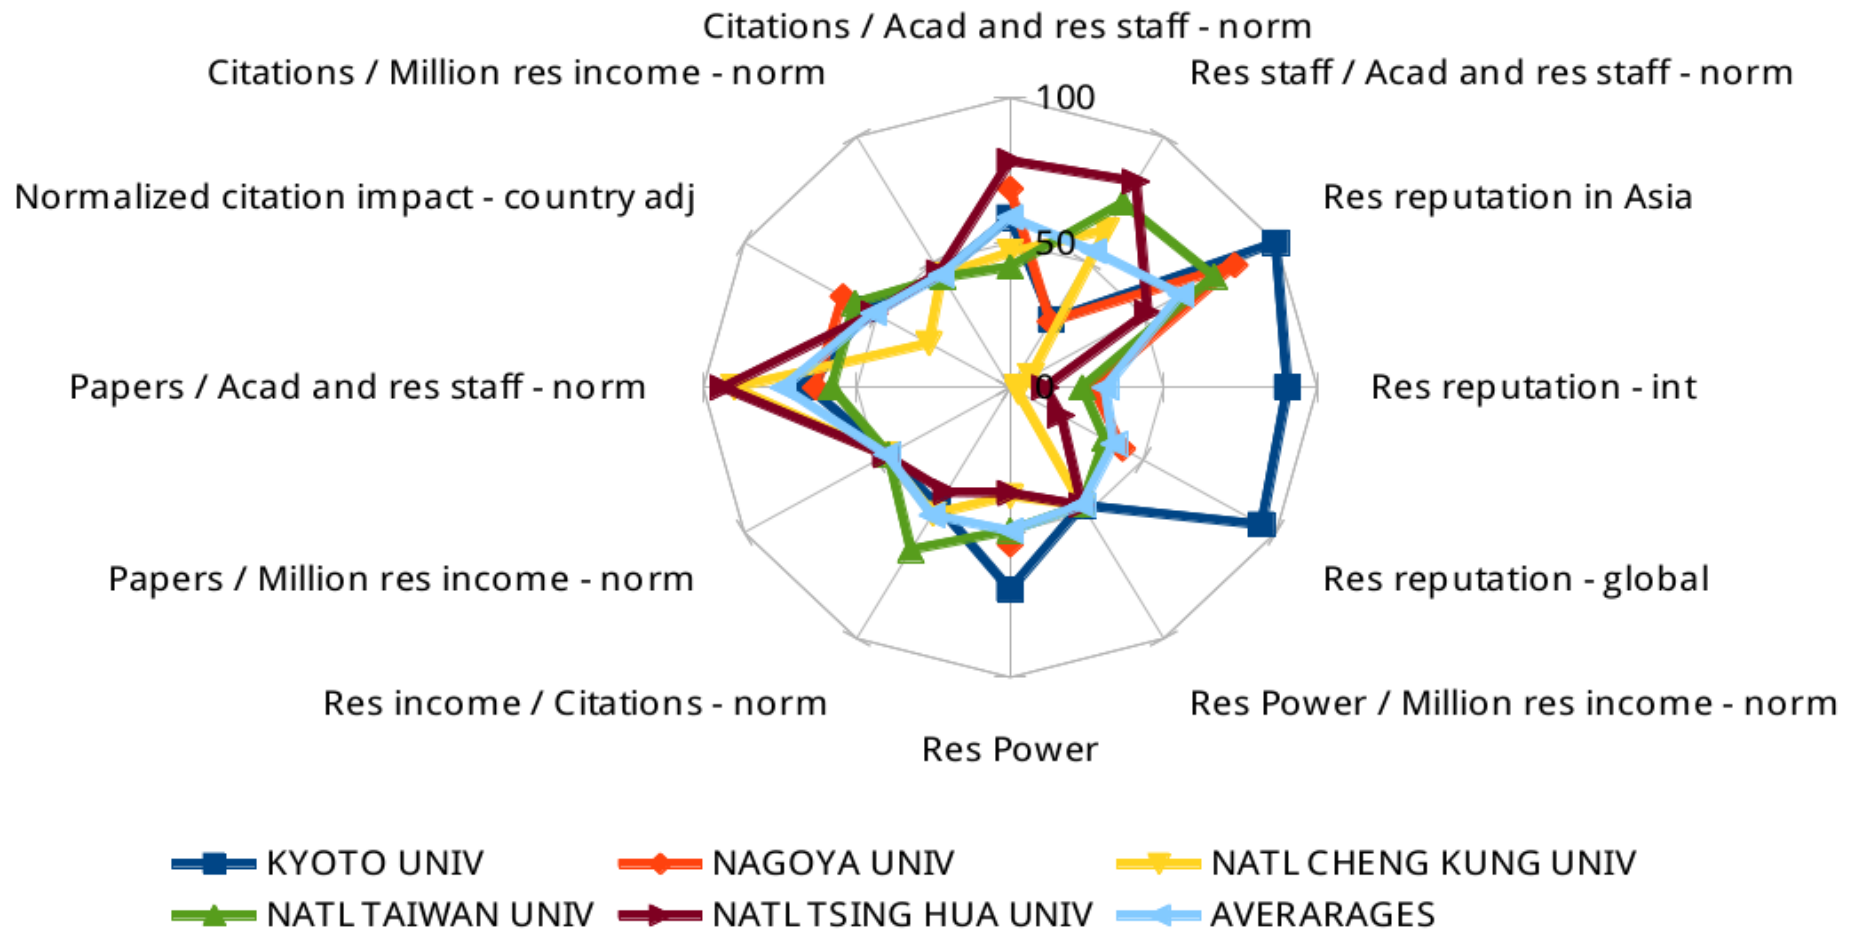 Citations / Acad and res staff - norm
Citations / Million res income - norm
Res staff / Acad and res staff - norm
100
Normalized citation impact - country adj
Res reputation in Asia
50
Papers / Acad and res staff - norm
0
Res reputation - int
Papers / Million res income - norm
Res reputation - global
Res income / Citations - norm
Res Power / Million res income - norm
Res Power
KYOTO UNIV
NAGOYA UNIV
NATL CHENG KUNG UNIV
NATL TAIWAN UNIV
NATL TSING HUA UNIV
AVERARAGES